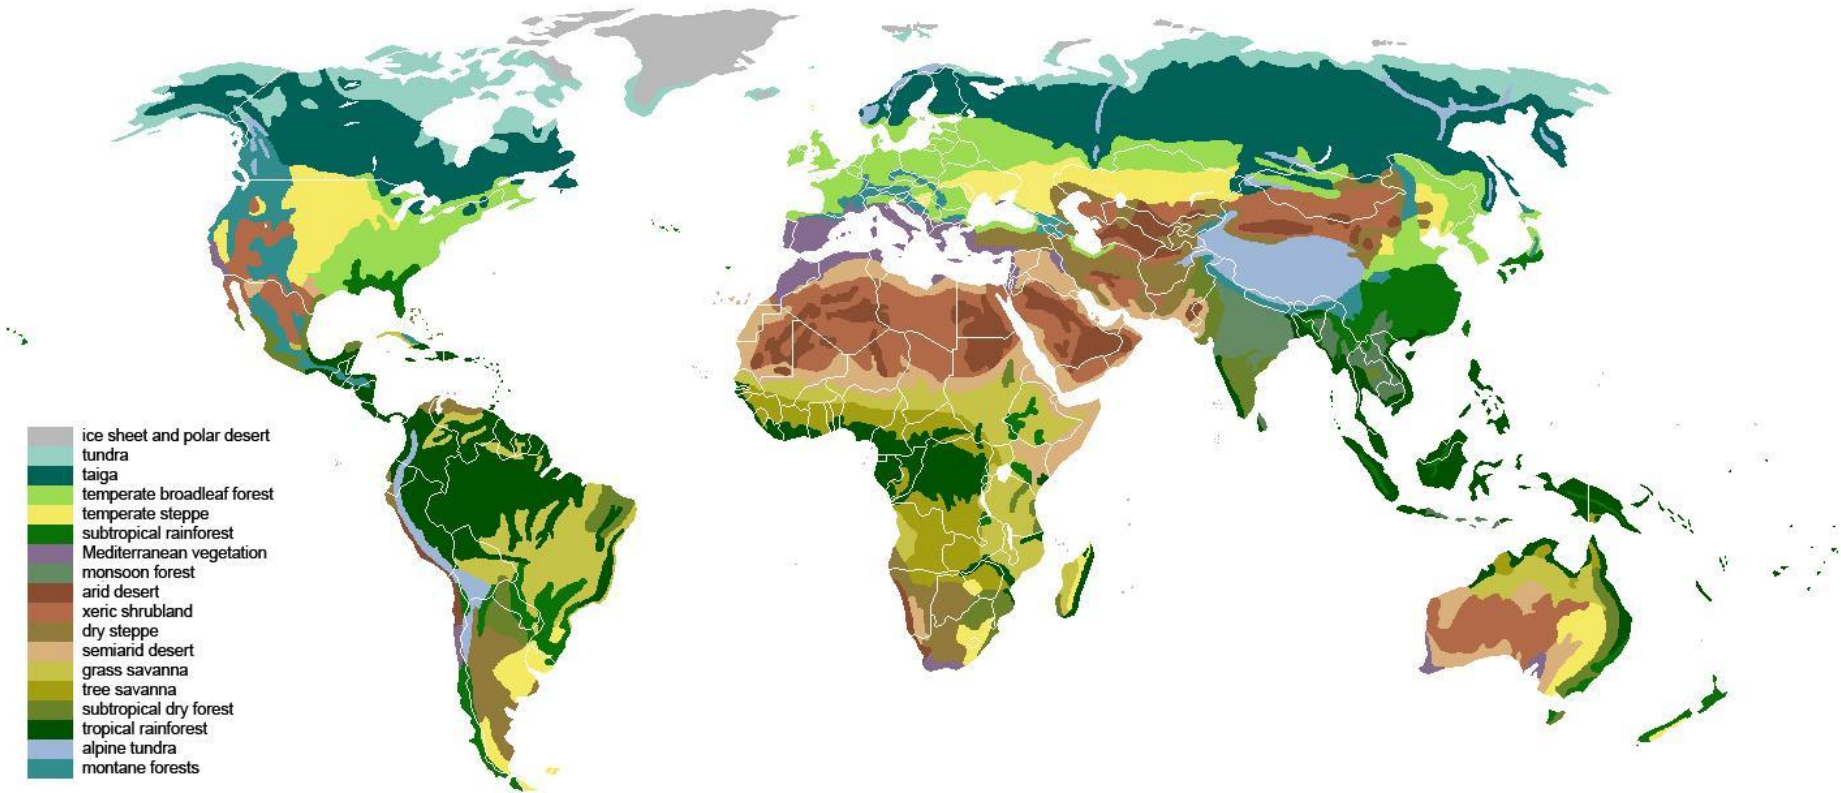 ice sheet and polar desert
tundra
taiga
temperate broadleaf forest
temperate steppe
subtropical rainforest
Mediterranean vegetation
monsoon forest
arid desert
xeric shrubland
dry steppe
semiarid desert
grass savanna
tree savanna
subtropical dry forest
tropical rainforest
alpine tundra
montane forests